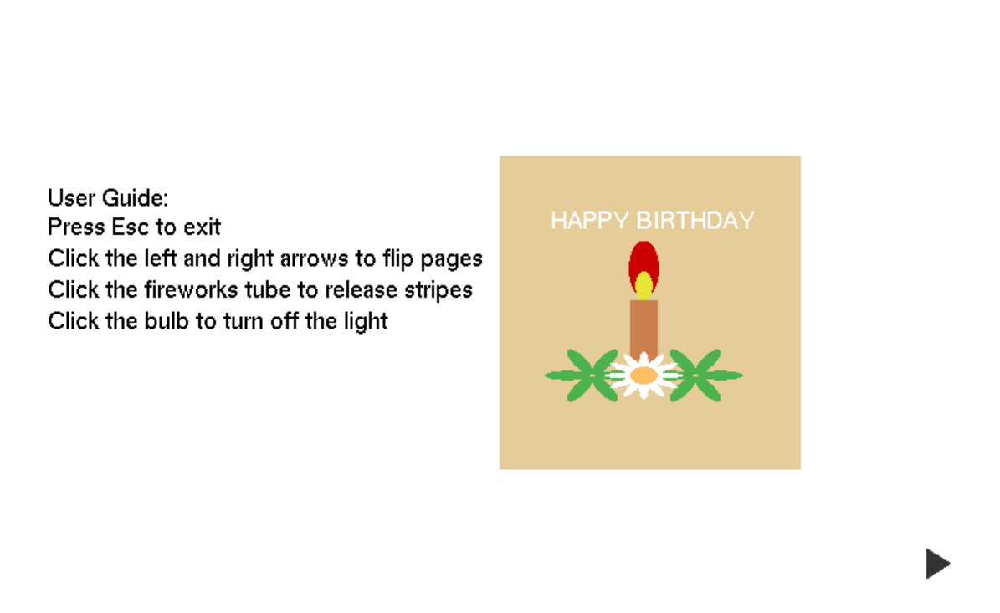 User Guide:
Press Esc to exit
Click the left and right arrows to flip pages
Click the fireworks tube to release stripes
Click the bulb to turn off the light
HAPPY BIRTHDAY